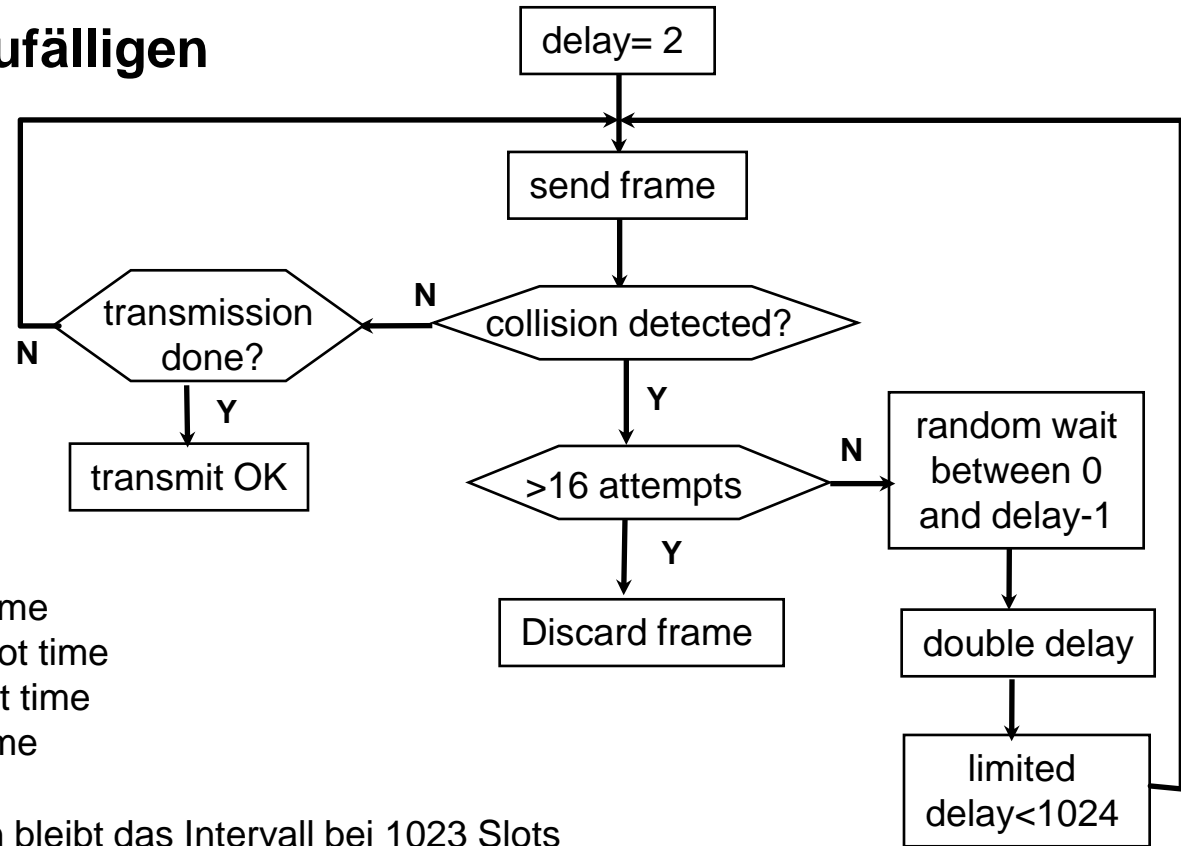 ufälligen
delay= 2
send frame
N
collision detected?
transmission
done?
N
Y
transmit OK
Y
>16 attempts
N
random wait
between 0
and delay-1
Y
Discard frame
double delay
limited
delay<1024
me
ot time
t time
me
bleibt das Intervall bei 1023 Slots